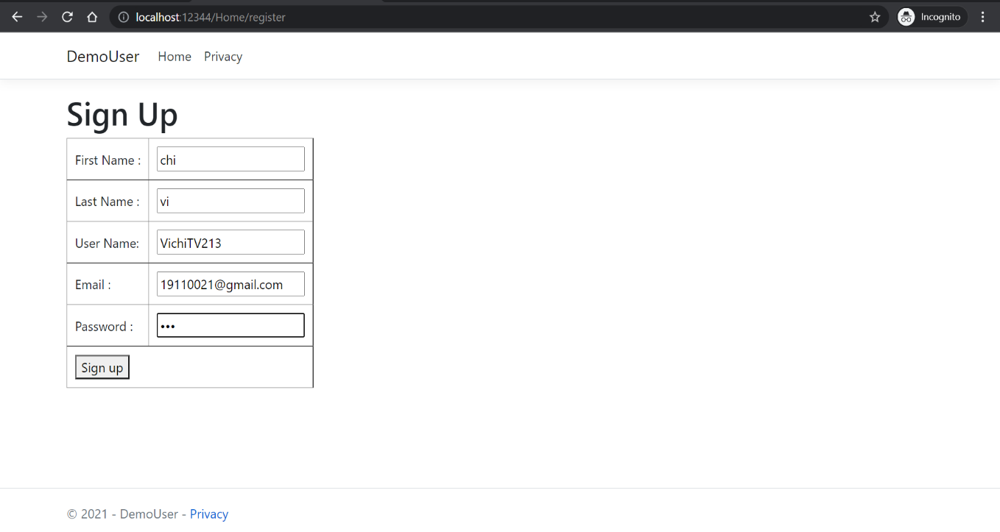 localhost:12344/Home/register
Incognito
DemoUser Home Privacy
Sign Up
First Name : chi
Last Name : vi
User Name: VichiTV213
Email : 19110021@gmail.com
Password : •••
Sign up
© 2021 - DemoUser - Privacy